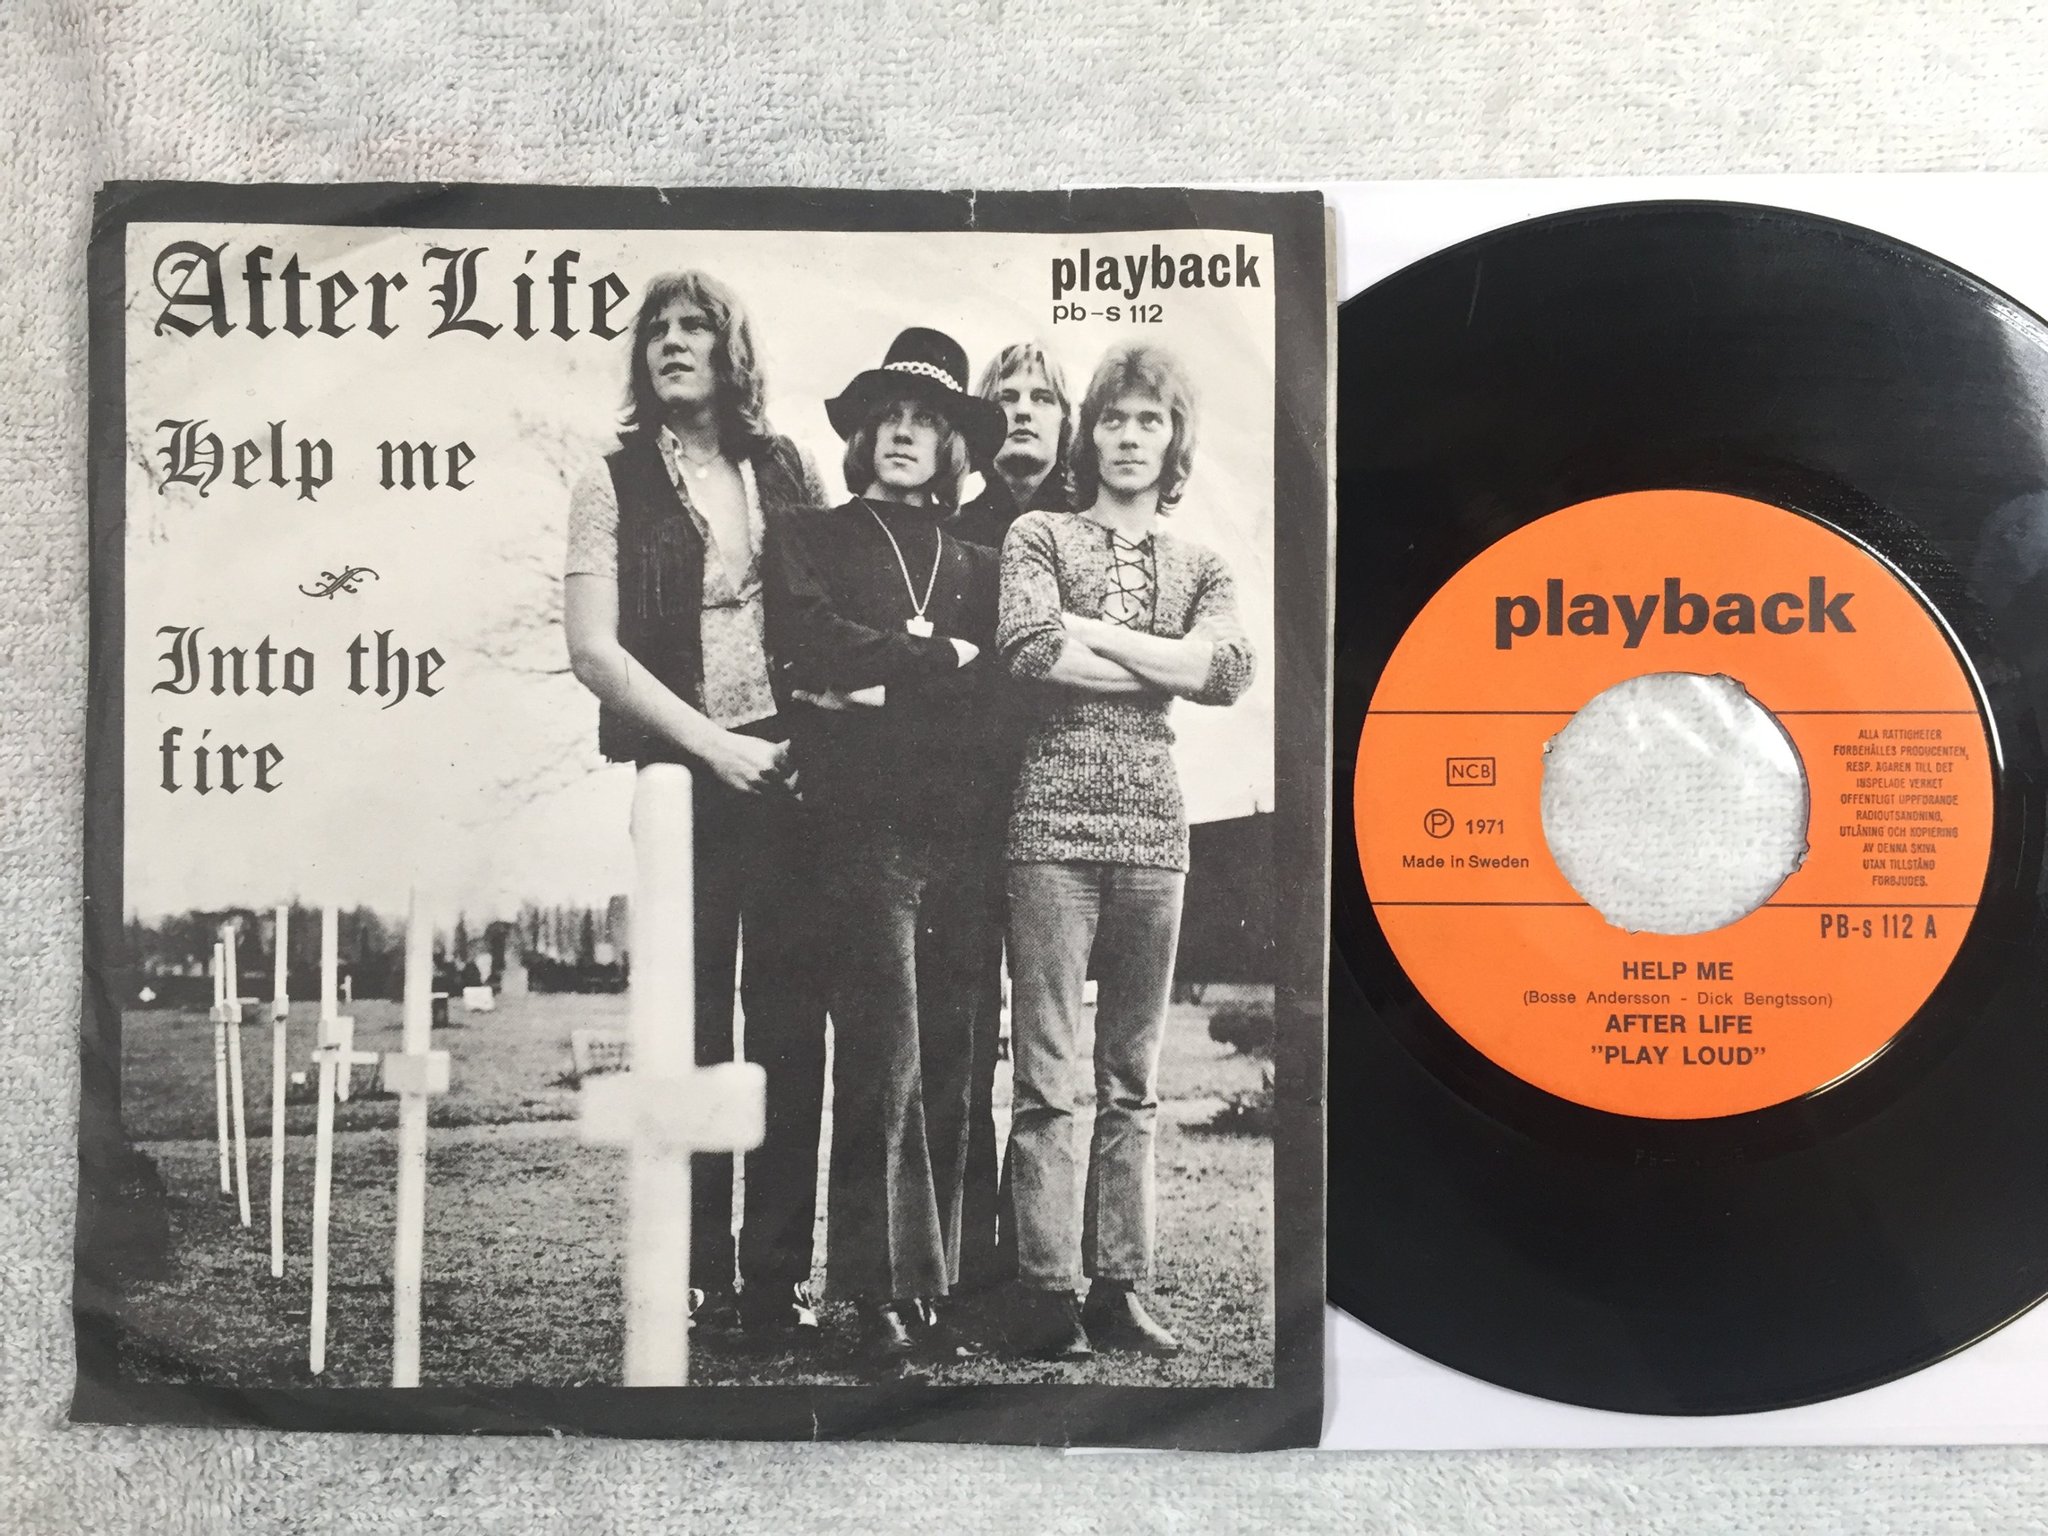 After Life
playback
pb-s 112
Help me
Into the
fire
playback
NCB
Ⓟ 1971
Made in Sweden
ALLA RÄTTIGHETER
FÖRBEHÅLLES PRODUCENTEN,
RESP. ÄGAREN TILL DET
INSPELADE VERKET
OFFENTLIGT UPPFÖRANDE
RADIOUTSÄNDNING,
UTLÅNING OCH KOPIERING
AV DENNA SKIVA
UTAN TILLSTÅND
FÖRBJUDES.
PB-s 112 A
HELP ME
(Bosse Andersson - Dick Bengtsson)
AFTER LIFE
"PLAY LOUD"